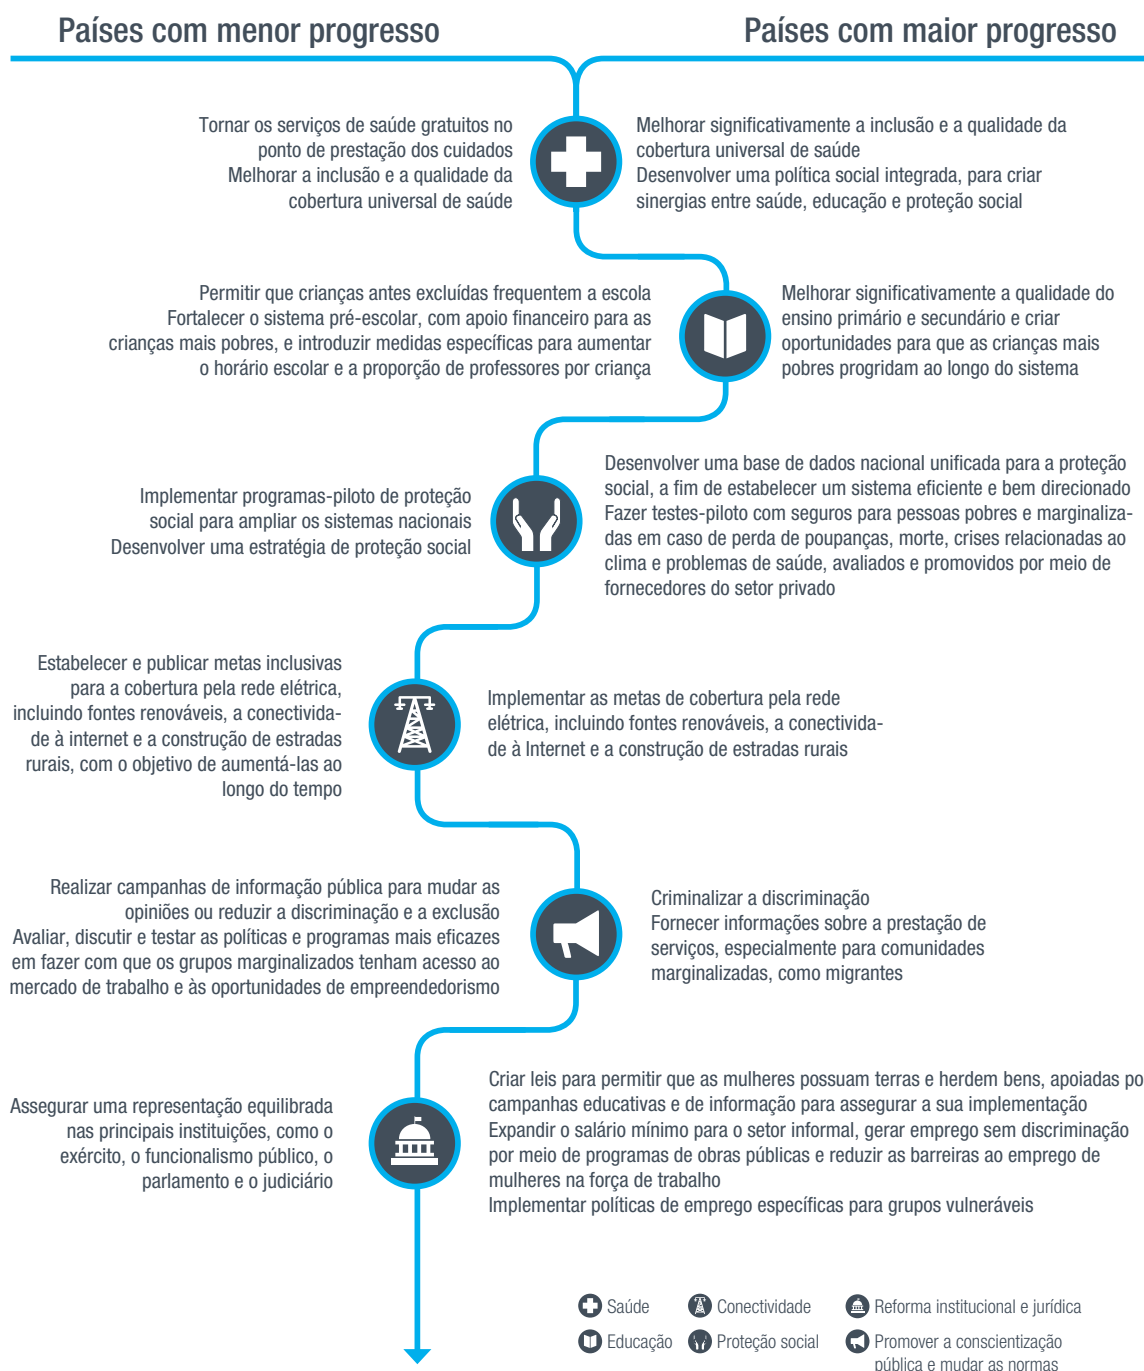 Países com menor progresso
Países com maior progresso
Tornar os serviços de saúde gratuitos no
ponto de prestação dos cuidados
Melhorar a inclusão e a qualidade da
cobertura universal de saúde
Melhorar significativamente a inclusão e a qualidade da
cobertura universal de saúde
Desenvolver uma política social integrada, para criar
sinergias entre saúde, educação e proteção social
Permitir que crianças antes excluídas frequentem a escola
Fortalecer o sistema pré-escolar, com apoio financeiro para as
crianças mais pobres, e introduzir medidas específicas para aumentar
o horário escolar e a proporção de professores por criança
Melhorar significativamente a qualidade do
ensino primário e secundário e criar
oportunidades para que as crianças mais
pobres progridam ao longo do sistema
Implementar programas-piloto de proteção
social para ampliar os sistemas nacionais
Desenvolver uma estratégia de proteção social
Desenvolver uma base de dados nacional unificada para a proteção
social, a fim de estabelecer um sistema eficiente e bem direcionado
Fazer testes-piloto com seguros para pessoas pobres e marginaliza-
das em caso de perda de poupanças, morte, crises relacionadas ao
clima e problemas de saúde, avaliados e promovidos por meio de
fornecedores do setor privado
Estabelecer e publicar metas inclusivas
para a cobertura pela rede elétrica,
incluindo fontes renováveis, a conectivida-
de à internet e a construção de estradas
rurais, com o objetivo de aumentá-las ao
longo do tempo
Implementar as metas de cobertura pela rede
elétrica, incluindo fontes renováveis, a conectivida-
de à Internet e a construção de estradas rurais
Realizar campanhas de informação pública para mudar as
opiniões ou reduzir a discriminação e a exclusão
Avaliar, discutir e testar as políticas e programas mais eficazes
em fazer com que os grupos marginalizados tenham acesso ao
mercado de trabalho e às oportunidades de empreendedorismo
Criminalizar a discriminação
Fornecer informações sobre a prestação de
serviços, especialmente para comunidades
marginalizadas, como migrantes
Assegurar uma representação equilibrada
nas principais instituições, como o
exército, o funcionalismo público, o
parlamento e o judiciário
Criar leis para permitir que as mulheres possuam terras e herdem bens, apoiadas po
campanhas educativas e de informação para assegurar a sua implementação
Expandir o salário mínimo para o setor informal, gerar emprego sem discriminação
por meio de programas de obras públicas e reduzir as barreiras ao emprego de
mulheres na força de trabalho
Implementar políticas de emprego específicas para grupos vulneráveis
Saúde
Conectividade
Reforma institucional e jurídica
Educação
Proteção social
Promover a conscientização
pública e mudar as normas